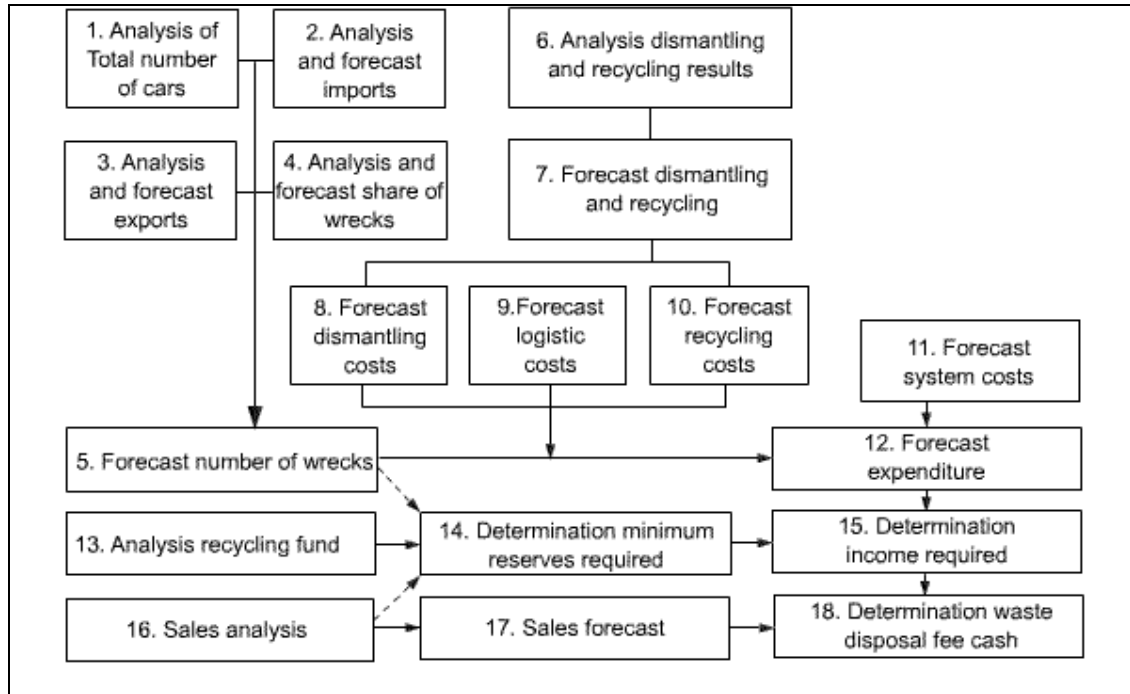 1. Analysis of
Total number
of cars
2. Analysis
and forecast
imports
3. Analysis
and forecast
exports
4. Analysis and
forecast share of
wrecks
6. Analysis dismantling
and recycling results
7. Forecast dismantling
and recycling
8. Forecast
dismantling
costs
9.Forecast
logistic
costs
10. Forecast
recycling
costs
11. Forecast
system costs
5. Forecast number of wrecks
12. Forecast
expenditure
13. Analysis recycling fund
14. Determination minimum
reserves required
15. Determination
income required
16. Sales analysis
17. Sales forecast
18. Determination waste
disposal fee cash